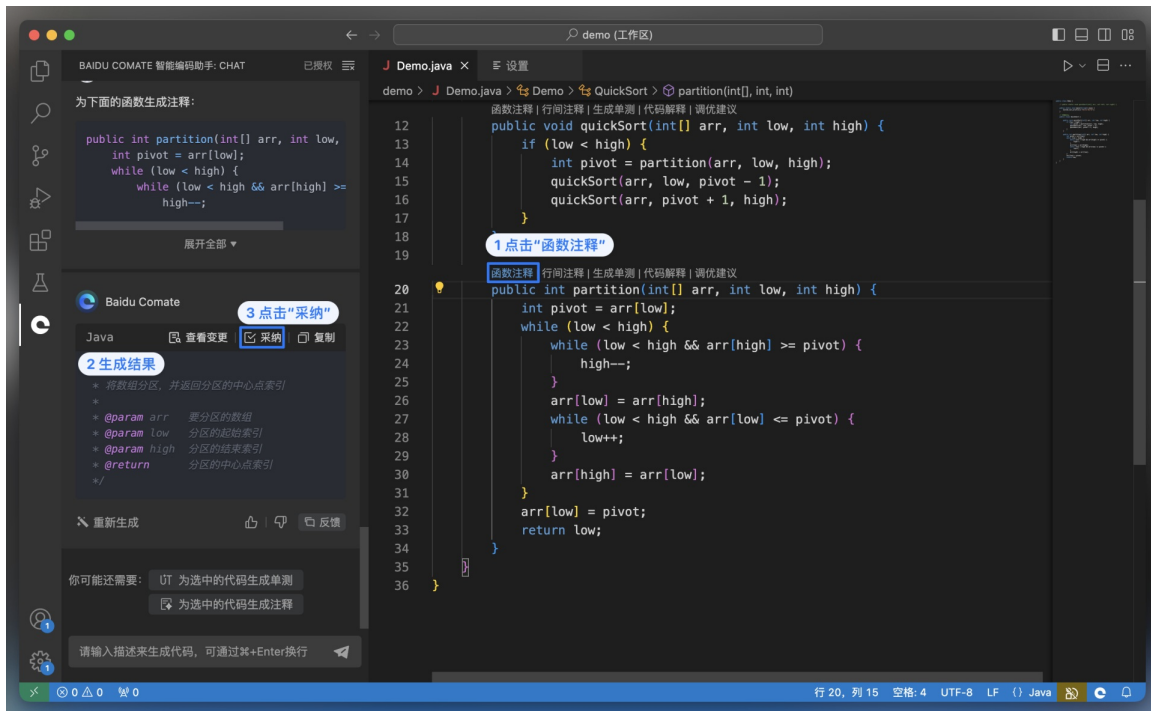 demo (工作区)
BAIDU COMATE 智能编码助手: CHAT
已授权
为下面的函数生成注释:
public int partition(int[] arr, int low,
int pivot = arr[low];
while (low < high) {
while (low < high && arr[high] >=
high--;
展开全部 ▾
Baidu Comate
3 点击“采纳”
Java
查看变更
采纳
复制
2 生成结果
* 将数组分区，并返回分区的中心点索引
*
* @param arr 要分区的数组
* @param low 分区的起始索引
* @param high 分区的结束索引
* @return 分区的中心点索引
*/
重新生成
反馈
你可能还需要:
UT 为选中的代码生成单测
为选中的代码生成注释
请输入描述来生成代码，可通过⌘+Enter换行
J Demo.java ×
设置
demo > J Demo.java > Demo > QuickSort > partition(int[], int, int)
函数注释 | 行间注释 | 生成单测 | 代码解释 | 调优建议
12 public void quickSort(int[] arr, int low, int high) {
13 if (low < high) {
14 int pivot = partition(arr, low, high);
15 quickSort(arr, low, pivot - 1);
16 quickSort(arr, pivot + 1, high);
17 }
18
1 点击“函数注释”
19
函数注释 | 行间注释 | 生成单测 | 代码解释 | 调优建议
20 public int partition(int[] arr, int low, int high) {
21 int pivot = arr[low];
22 while (low < high) {
23 while (low < high && arr[high] >= pivot) {
24 high--;
25 }
26 arr[low] = arr[high];
27 while (low < high && arr[low] <= pivot) {
28 low++;
29 }
30 arr[high] = arr[low];
31 }
32 arr[low] = pivot;
33 return low;
34 }
35 }
36 }
1
1
0 0 0
行 20，列 15 空格: 4 UTF-8 LF {} Java